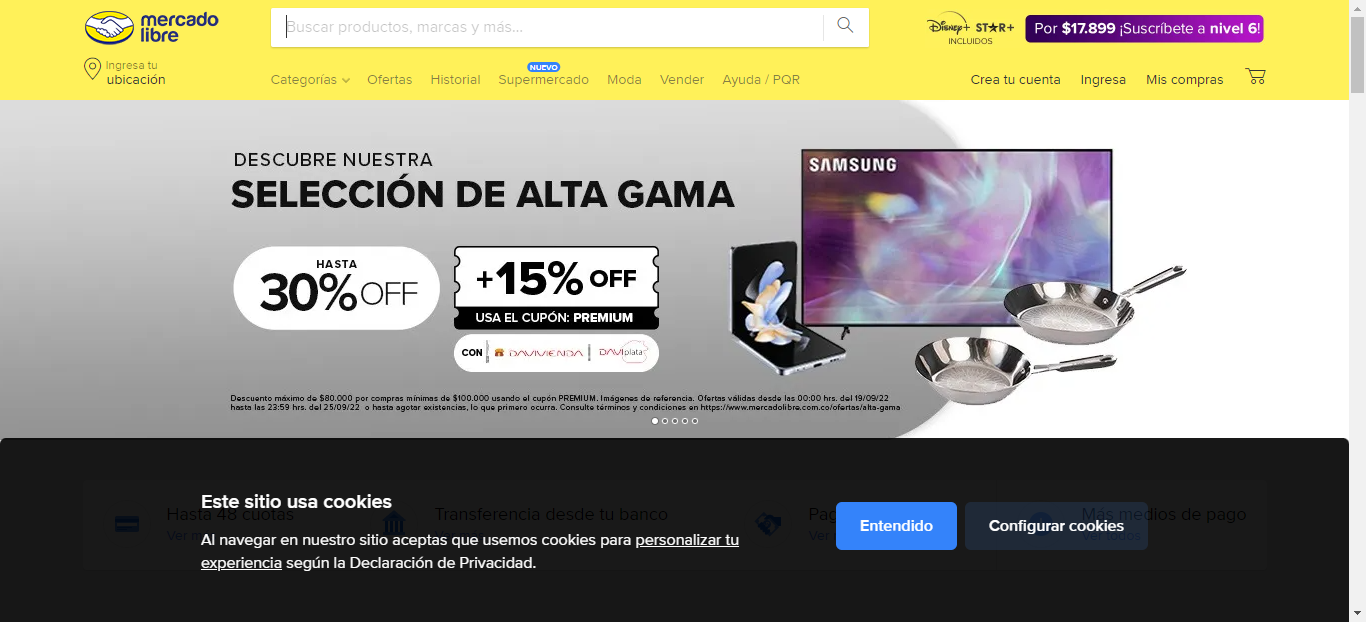 mercado
libre
Buscar productos, marcas y más...
Disney+ STAR+
INCLUIDOS
Por $17.899 ¡Suscríbete a nivel 6!
Ingresa tu
ubicación
Categorías
Ofertas
Historial
NUEVO
Supermercado
Moda
Vender
Ayuda / PQR
Crea tu cuenta
Ingresa
Mis compras
DESCUBRE NUESTRA
SELECCIÓN DE ALTA GAMA
HASTA
30% OFF
+15% OFF
USA EL CUPÓN: PREMIUM
CON DAVIVIENDA DAVIplata
SAMSUNG
Descuento máximo de $80.000 por compras mínimas de $100.000 usando el cupón PREMIUM. Imágenes de referencia. Ofertas válidas desde las 00:00 hrs. del 19/09/22
hasta las 23:59 hrs. del 25/09/22 o hasta agotar existencias, lo que primero ocurra. Consulte términos y condiciones en https://www.mercadolibre.com.co/ofertas/alta-gama
Este sitio usa cookies
Al navegar en nuestro sitio aceptas que usemos cookies para personalizar tu
experiencia según la Declaración de Privacidad.
Entendido
Configurar cookies
Hasta 48 cuotas
Transferencia desde tu banco
Más medios de pago
Ver todos